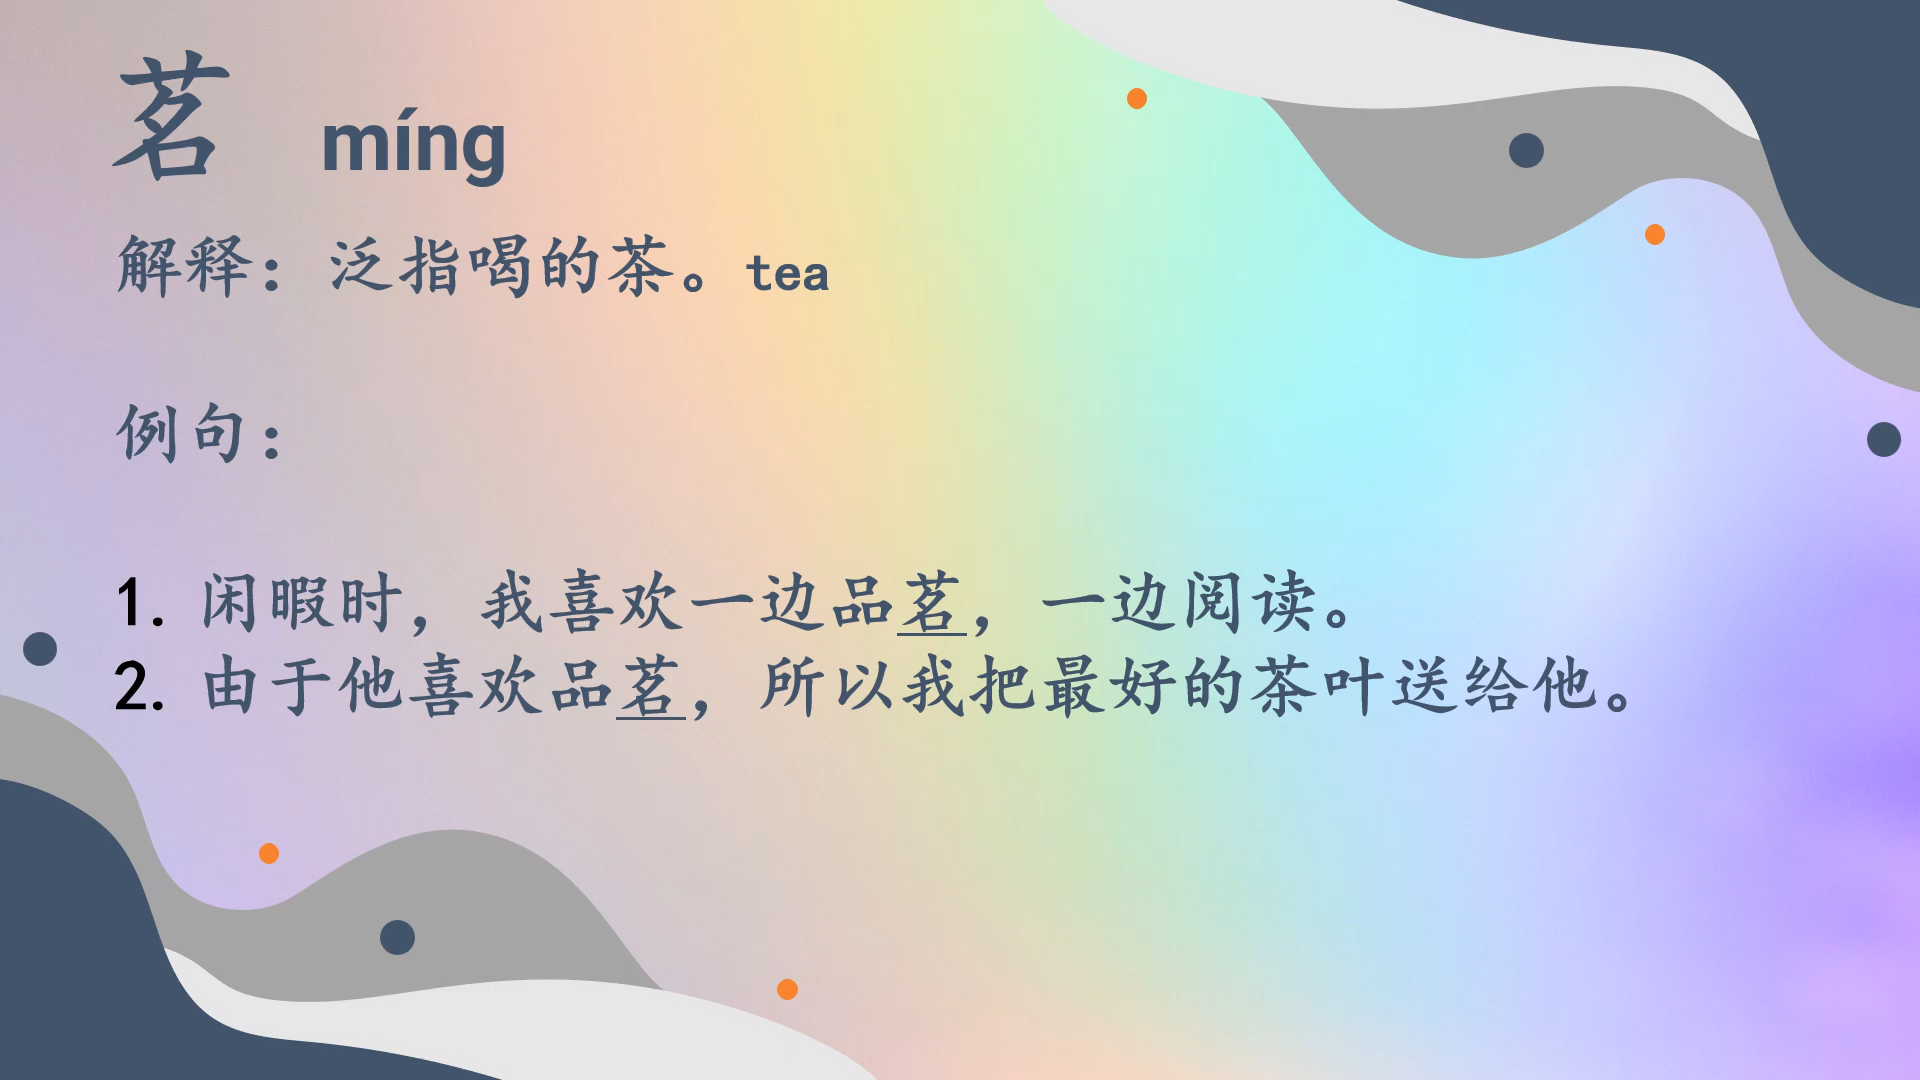 茗 míng
解释：泛指喝的茶。tea
例句：
1. 闲暇时，我喜欢一边品茗，一边阅读。
2. 由于他喜欢品茗，所以我把最好的茶叶送给他。